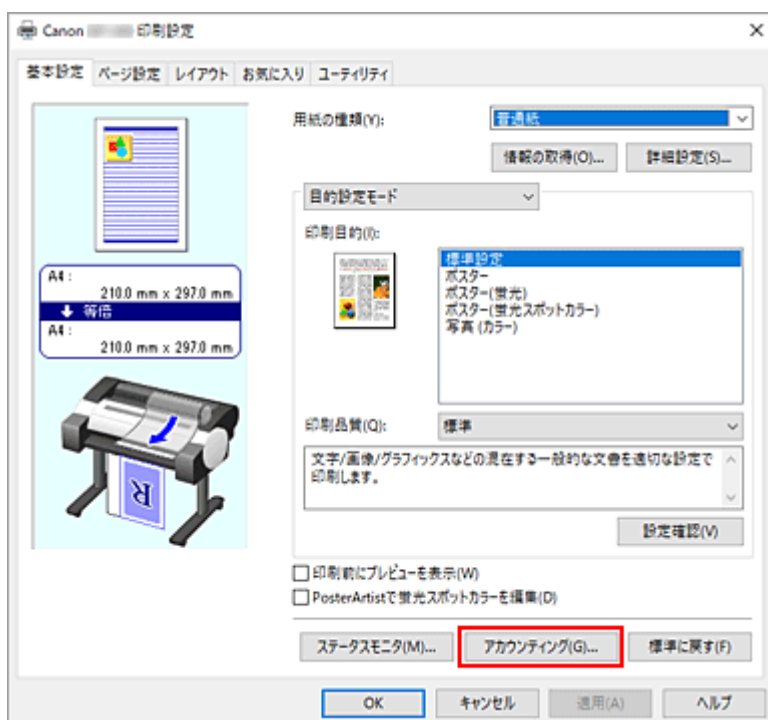 Canon 印刷設定
基本設定 ページ設定 レイアウト お気に入り ユーティリティ
用紙の種類(Y):
普通紙
情報の取得(O)...
詳細設定(S)...
目的設定モード
印刷目的(I):
標準設定
ポスター
ポスター(蛍光)
ポスター(蛍光スポットカラー)
写真 (カラー)
A4 :
210.0 mm x 297.0 mm
等倍
A4 :
210.0 mm x 297.0 mm
R
印刷品質(Q):
標準
文字/画像/グラフィックスなどの混在する一般的な文書を適切な設定で
印刷します。
設定確認(V)
印刷前にプレビューを表示(W)
PosterArtistで蛍光スポットカラーを編集(D)
ステータスモニタ(M)...
アカウンティング(G)...
標準に戻す(F)
OK
キャンセル
適用(A)
ヘルプ